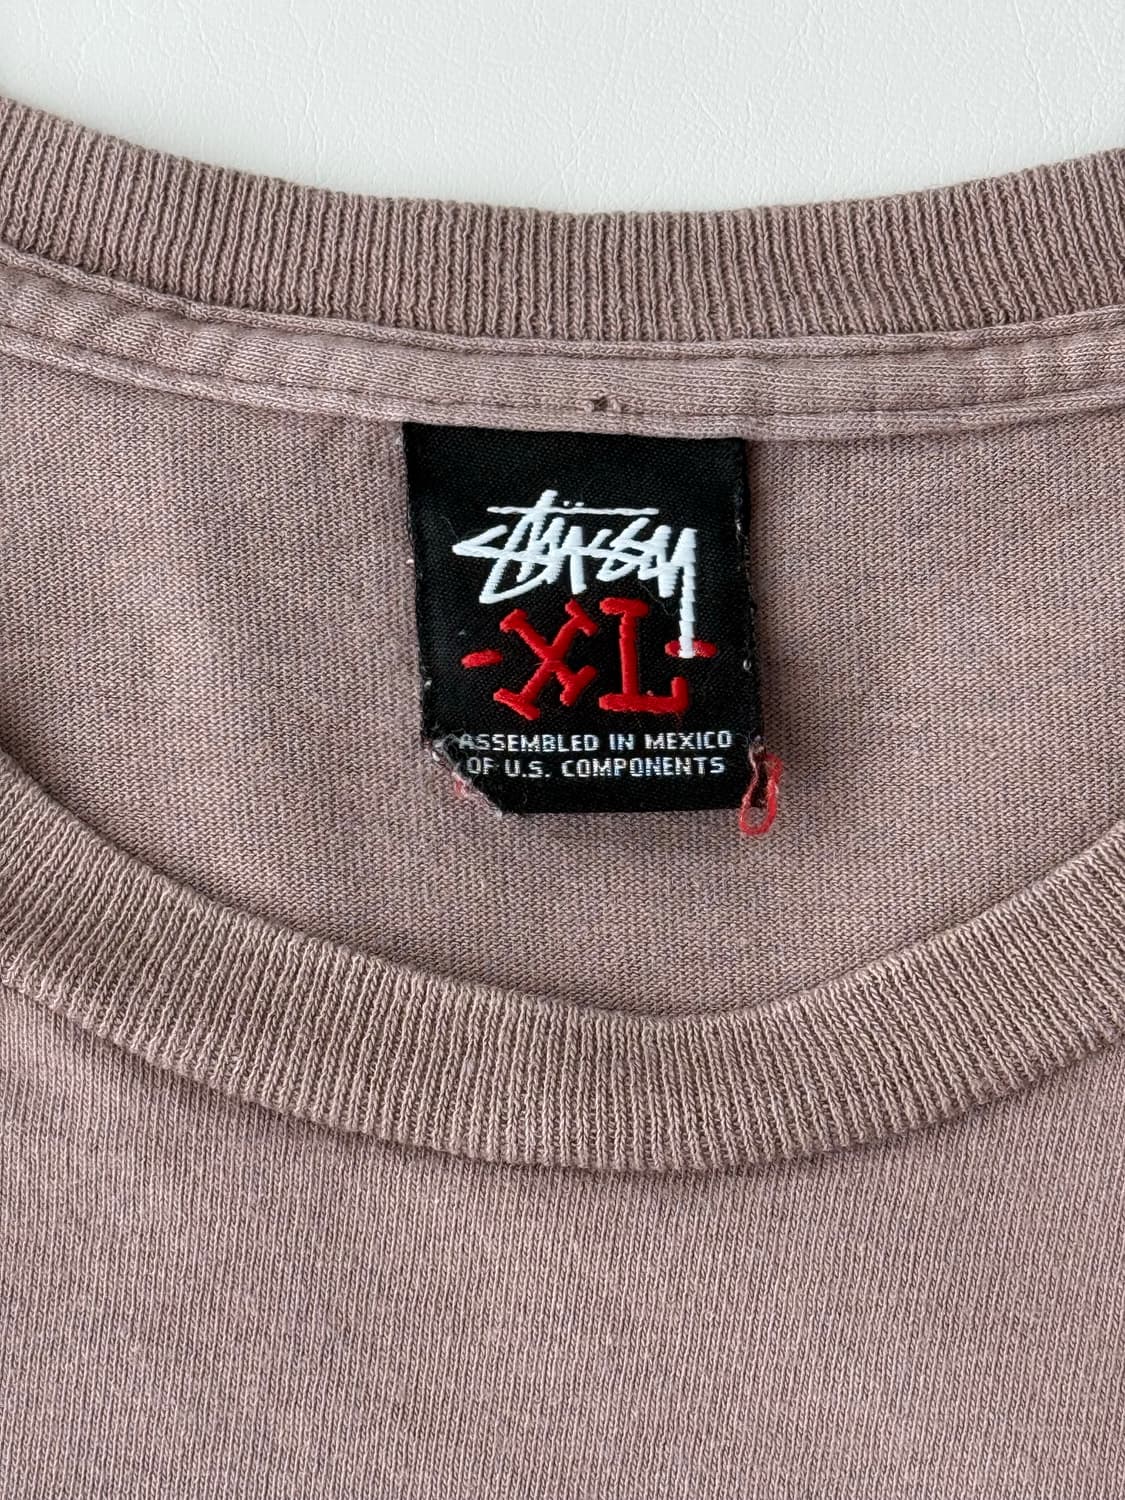 Stüssy
-XL-
ASSEMBLED IN MEXICO
OF U.S. COMPONENTS